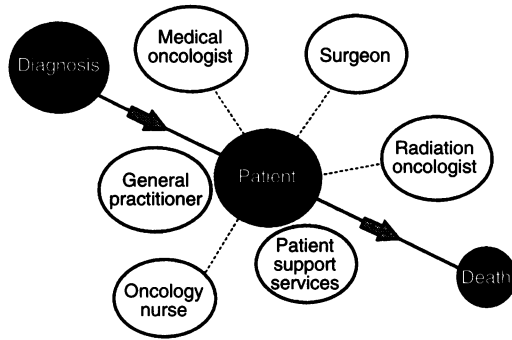 Medical
oncologist
Surgeon
Diagnosis
Radiation
oncologist
General
practitioner
Patient
Patient
support
services
Oncology
nurse
Death